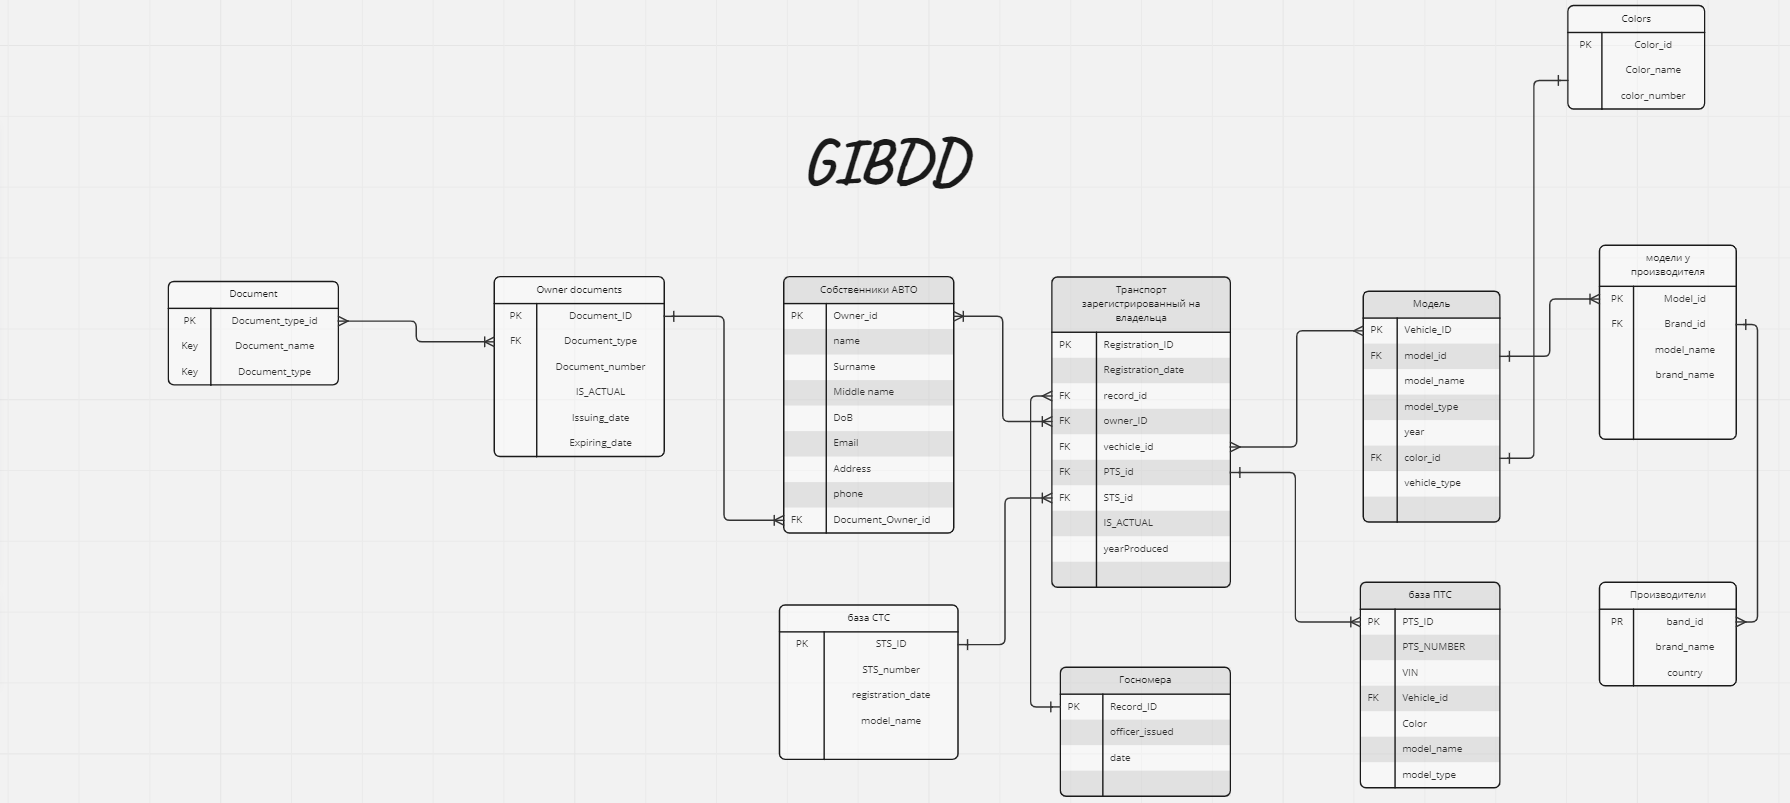 Colors
PK Color_id
Color_name
color_number
GIBDD
Document
PK Document_type_id
Key Document_name
Key Document_type
Owner documents
PK Document_ID
FK Document_type
Document_number
IS_ACTUAL
Issuing_date
Expiring_date
Собственники АВТО
PK Owner_id
name
Surname
Middle name
DoB
Email
Address
phone
FK Document_Owner_id
Транспорт
зарегистрированный на
владельца
PK Registration_ID
Registration_date
FK record_id
FK owner_ID
FK vechicle_id
FK PTS_id
FK STS_id
IS_ACTUAL
yearProduced
Модель
PK Vehicle_ID
FK model_id
model_name
model_type
year
FK color_id
vehicle_type
модели у
производителя
PK Model_id
FK Brand_id
model_name
brand_name
база СТС
PK STS_ID
STS_number
registration_date
model_name
Госномера
PK Record_ID
officer_issued
date
база ПТС
PK PTS_ID
PTS_NUMBER
VIN
FK Vehicle_id
Color
model_name
model_type
Производители
PR band_id
brand_name
country